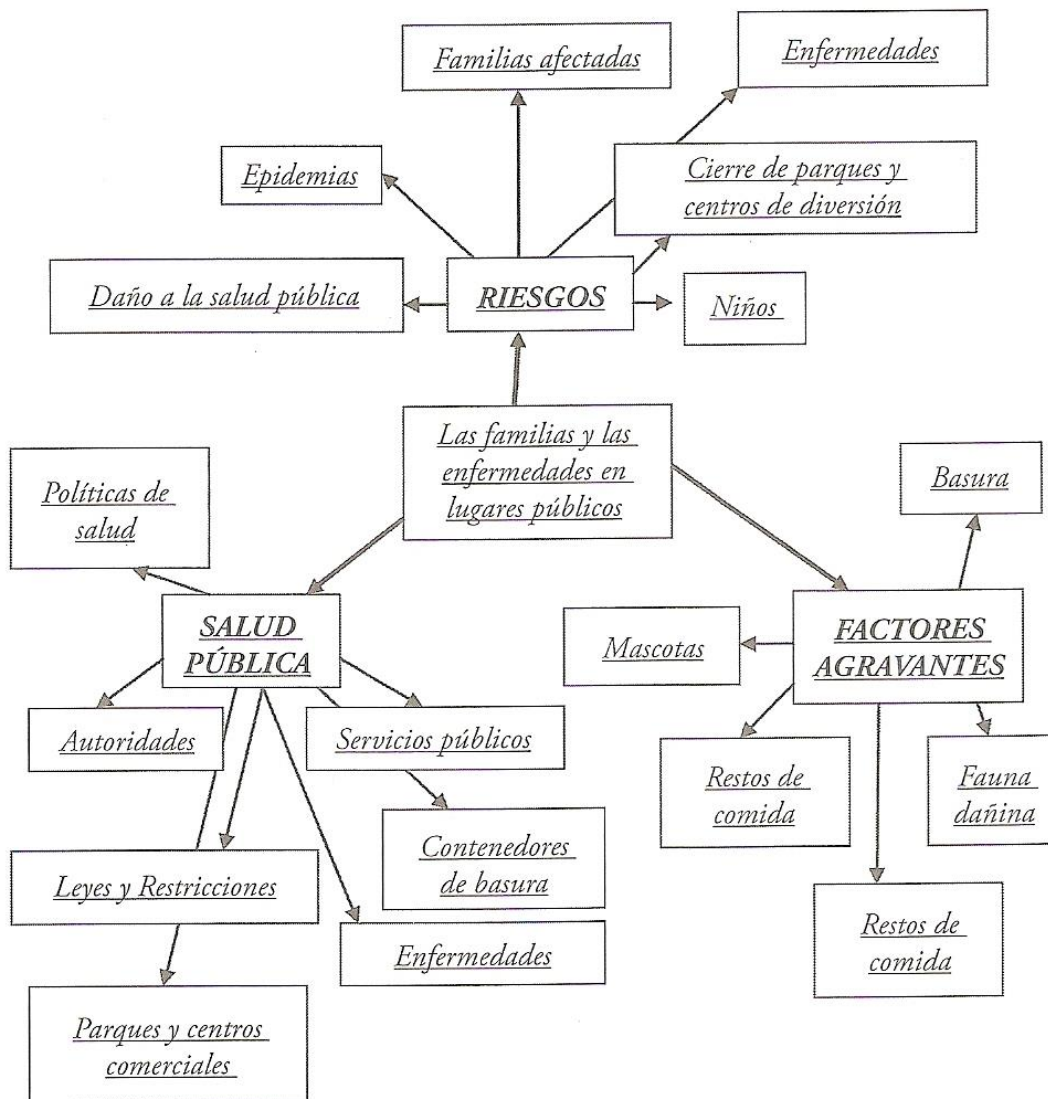 Familias afectadas
Enfermedades
Epidemias
Cierre de parques y
centros de diversión
Daño a la salud pública
RIESGOS
Niños
Las familias y las
enfermedades en
lugares públicos
Políticas de
salud
Basura
SALUD
PÚBLICA
Mascotas
FACTORES
AGRAVANTES
Autoridades
Servicios públicos
Restos de
comida
Fauna
dañina
Leyes y Restricciones
Contenedores
de basura
Enfermedades
Restos de
comida
Parques y centros
comerciales